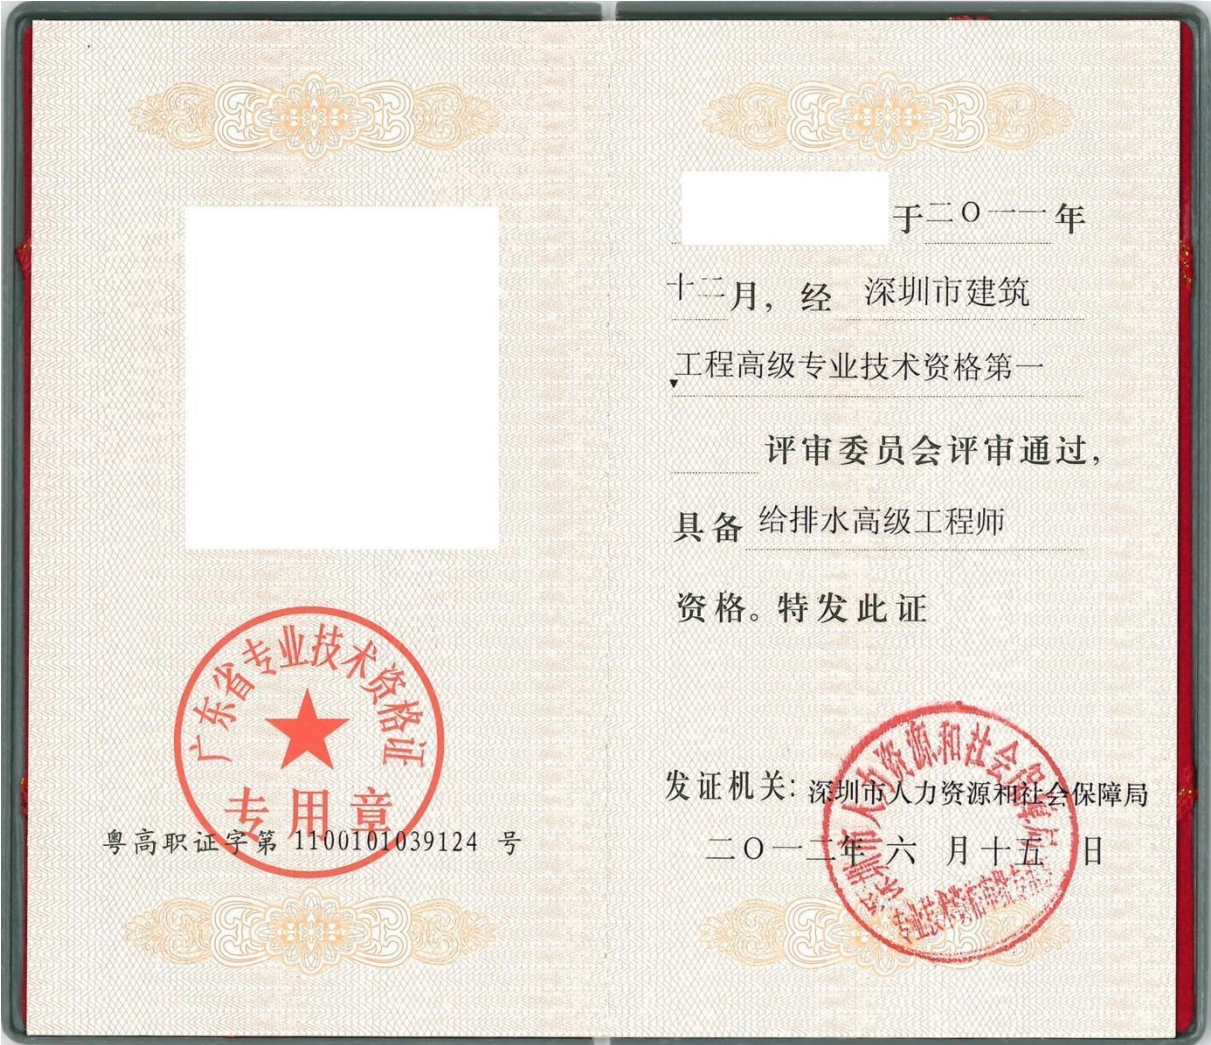 广东省专业技术资格证
专用章
粤高职证字第 1100101039124 号
于二〇一一年
十二月，经 深圳市建筑
工程高级专业技术资格第一
评审委员会评审通过，
具备 给排水高级工程师
资格。特发此证
发证机关：深圳市人力资源和社会保障局
二〇一二年 六 月十五 日
深圳市人力资源和社会保障局